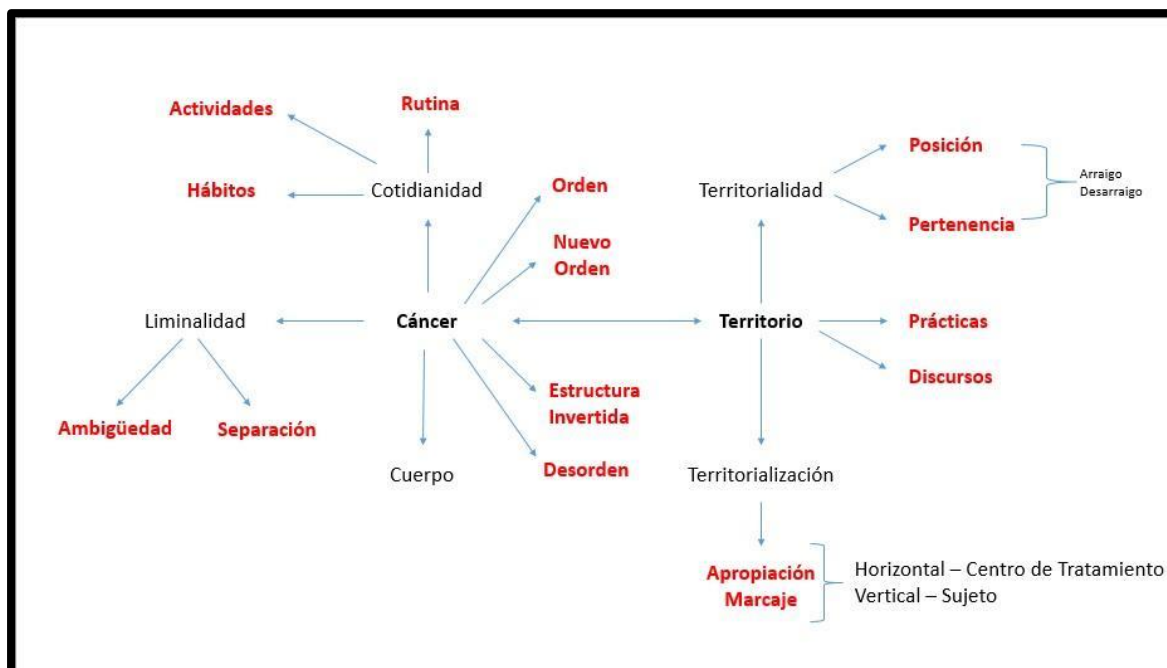 Actividades
Rutina
Hábitos
Cotidianidad
Orden
Nuevo
Orden
Territorialidad
Posición
Pertenencia
Arraigo
Desarraigo
Liminalidad
Cáncer
Territorio
Prácticas
Discursos
Ambigüedad
Separación
Estructura
Invertida
Cuerpo
Desorden
Territorialización
Apropiación
Marcaje
Horizontal – Centro de Tratamiento
Vertical – Sujeto